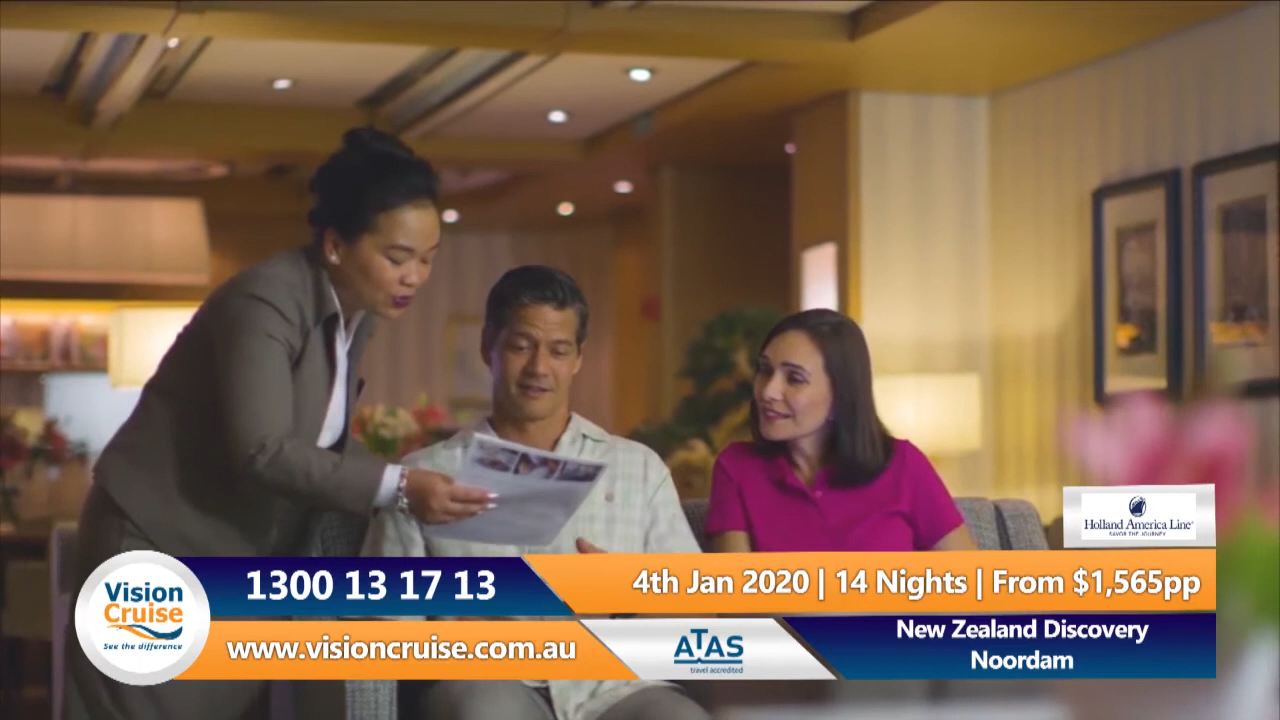 Holland America Line®
SAVOR THE JOURNEY
Vision
Cruise
See the difference
1300 13 17 13
4th Jan 2020 | 14 Nights | From $1,565pp
www.visioncruise.com.au
ATAS
travel accredited
New Zealand Discovery
Noordam